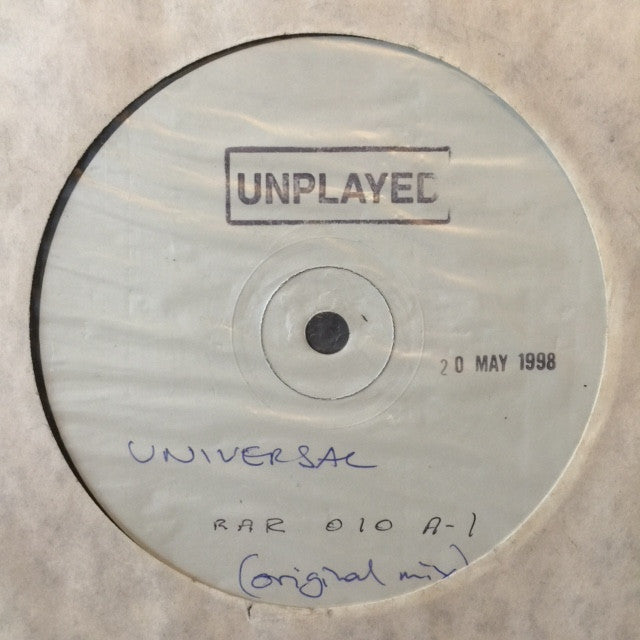 UNPLAYED
20 MAY 1998
UNIVERSAL
RAR 010 A-1
(original mix)